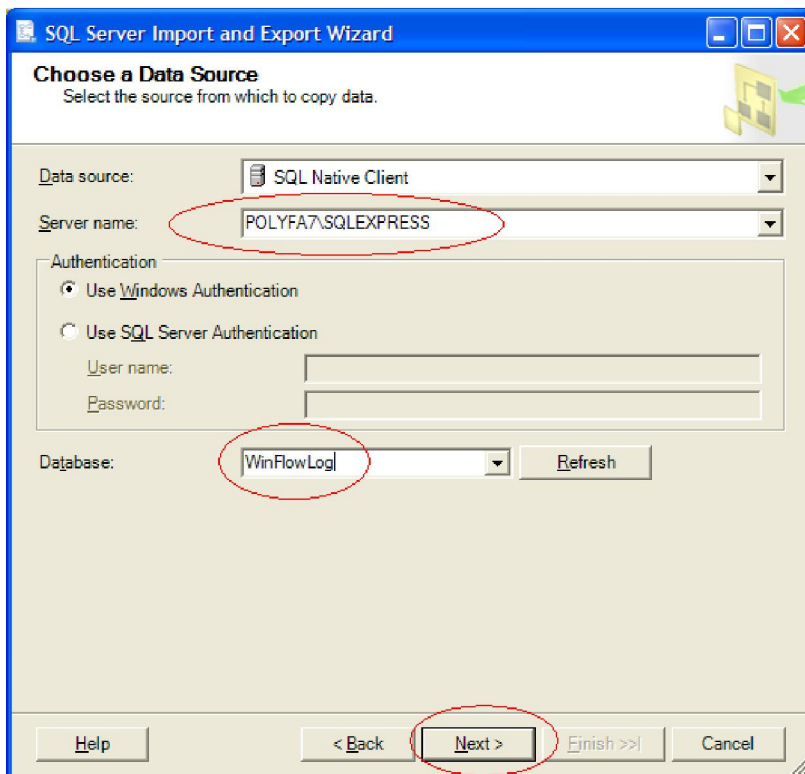 SQL Server Import and Export Wizard
Choose a Data Source
Select the source from which to copy data.
Data source:
SQL Native Client
Server name:
POLYFA7\SQLEXPRESS
Authentication
Use Windows Authentication
Use SQL Server Authentication
User name:
Password:
Database:
WinFlowLog
Refresh
Help
< Back
Next >
Finish >>|
Cancel